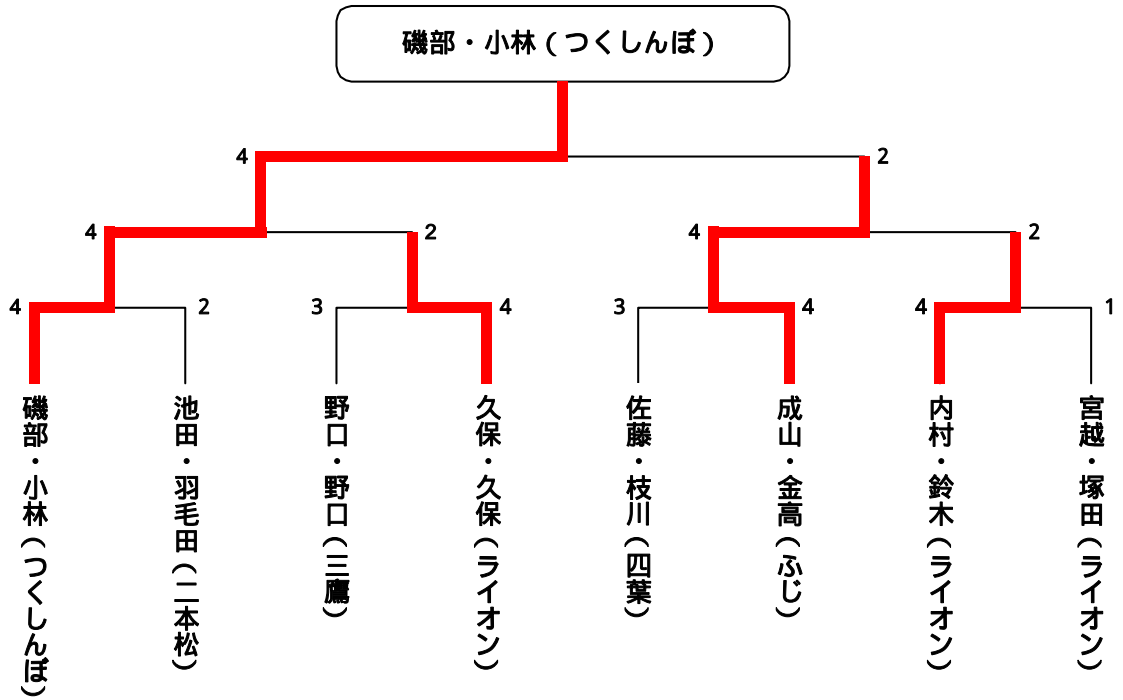 磯部・小林(つくしんぼ)
4
2
4
2
4
2
4
2
3
4
3
4
4
1
磯部・小林(つくしんぼ)
池田・羽毛田(二本松)
野口・野口(三鷹)
久保・久保(ライオン)
佐藤・枝川(四葉)
成山・金高(ふじ)
内村・鈴木(ライオン)
宮越・塚田(ライオン)